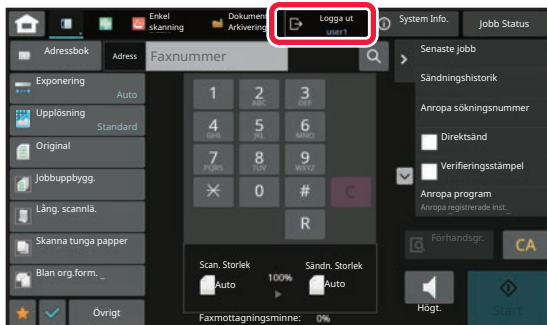 Enkel
skanning
Dokument
Arkivering
Logga ut
user1
System Info.
Jobb Status
Adressbok
Adress
Faxnummer
Exponering
Auto
Upplösning
Standard
Original
Jobbuppbygg.
Lång. scannlä.
Skanna tunga papper
Blan org.form. _
Övrigt
1
2
ABC
3
DEF
4
GHI
5
JKL
6
MNO
7
PQRS
8
TUV
9
WXYZ
0
#
C
R
Scan. Storlek
Auto
100%
Sändn. Storlek
Auto
Faxmottagningsminne: 0%
Senaste jobb
Sändningshistorik
Anropa sökningsnummer
Direktsänd
Verifieringsstämpel
Anropa program
Anropa registrerade inst._
Förhandsgr.
CA
Högt.
Start